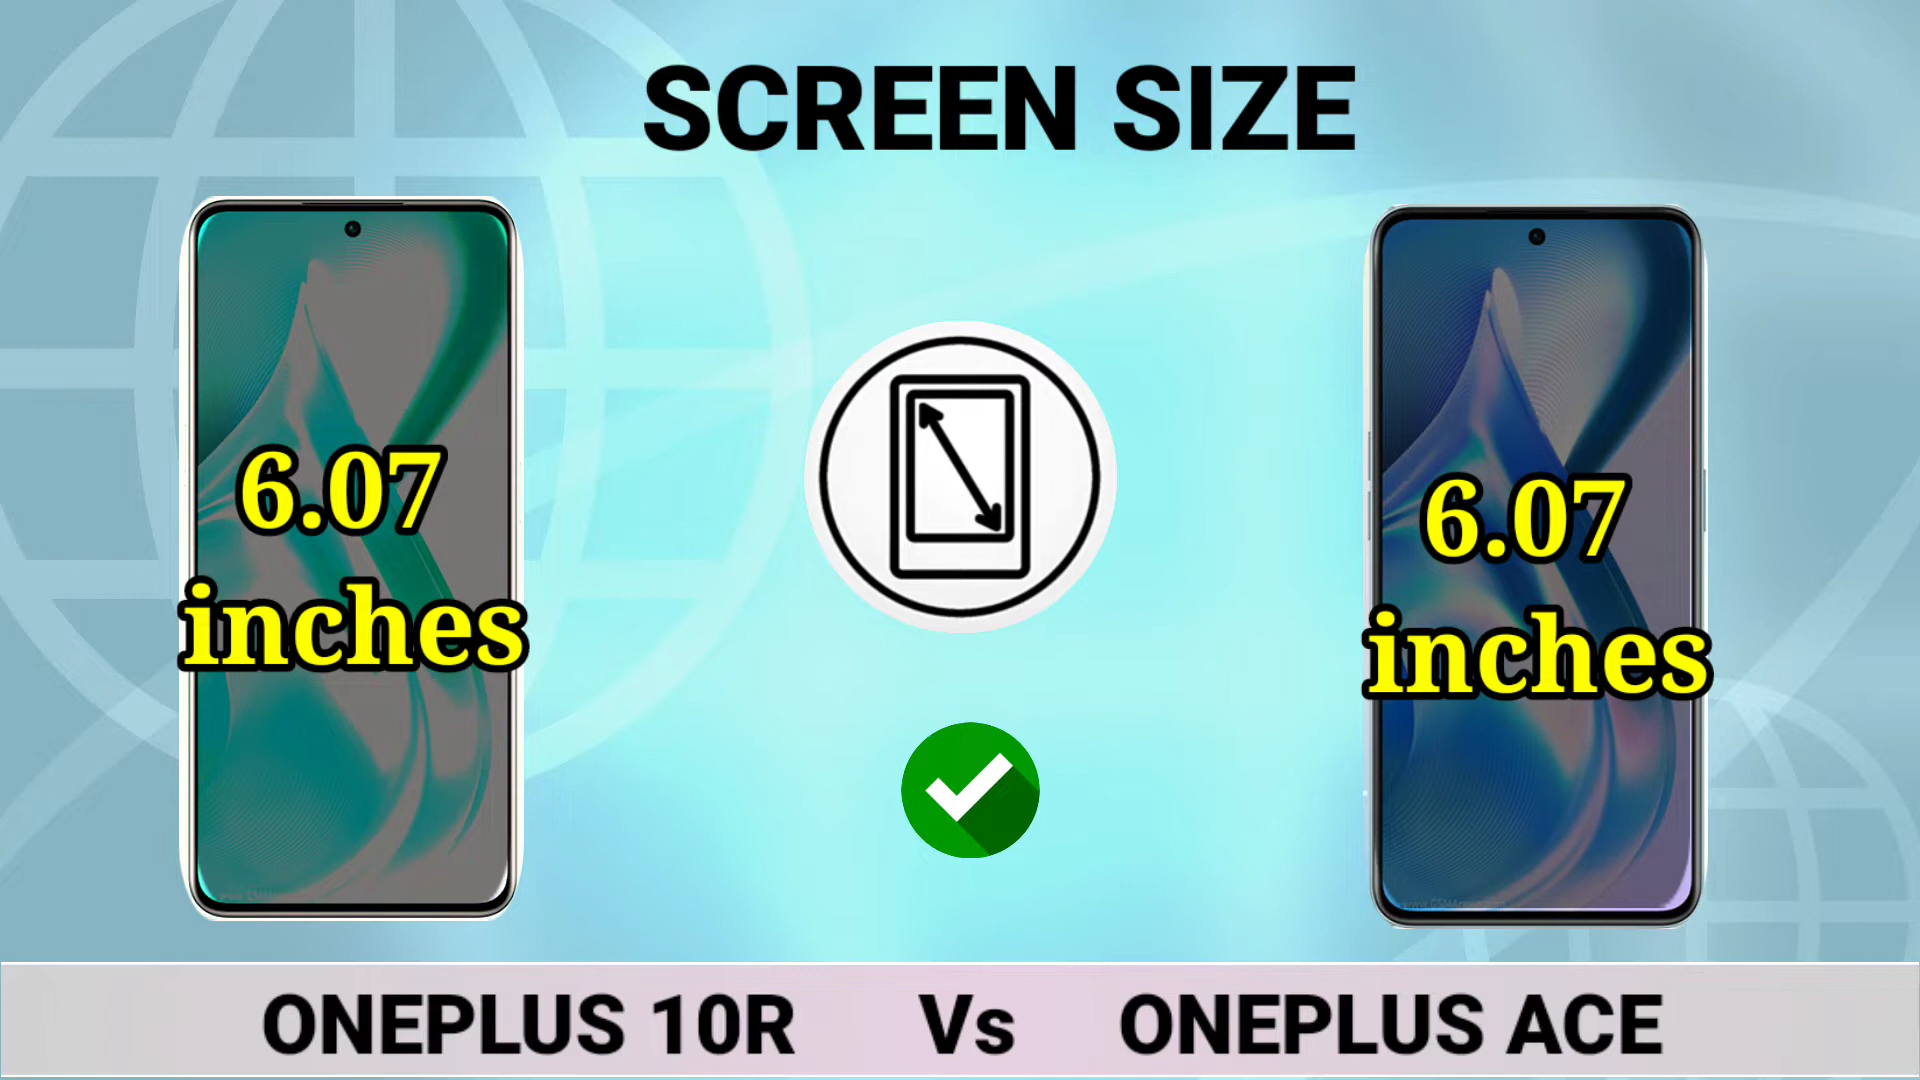 SCREEN SIZE
6.07
inches
6.07
inches
ONEPLUS 10R Vs ONEPLUS ACE